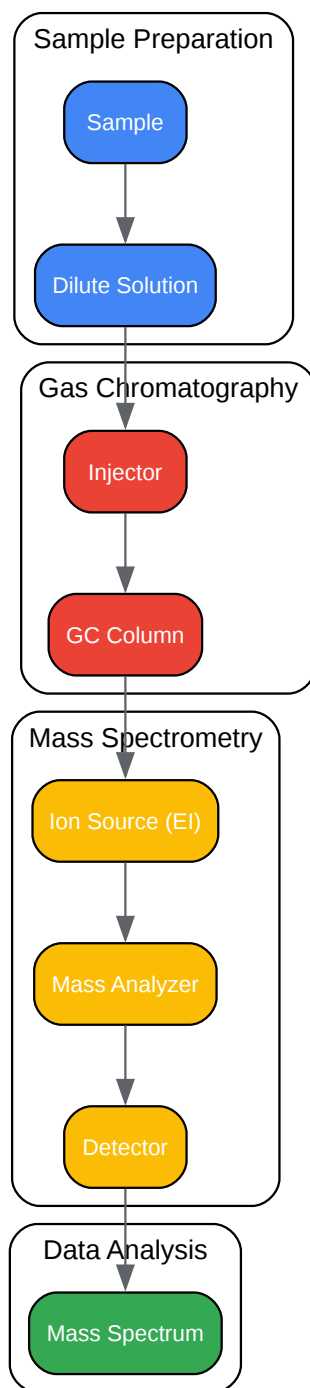 Sample Preparation
Sample
Dilute Solution
Gas Chromatography
Injector
GC Column
Mass Spectrometry
Ion Source (EI)
Mass Analyzer
Detector
Data Analysis
Mass Spectrum